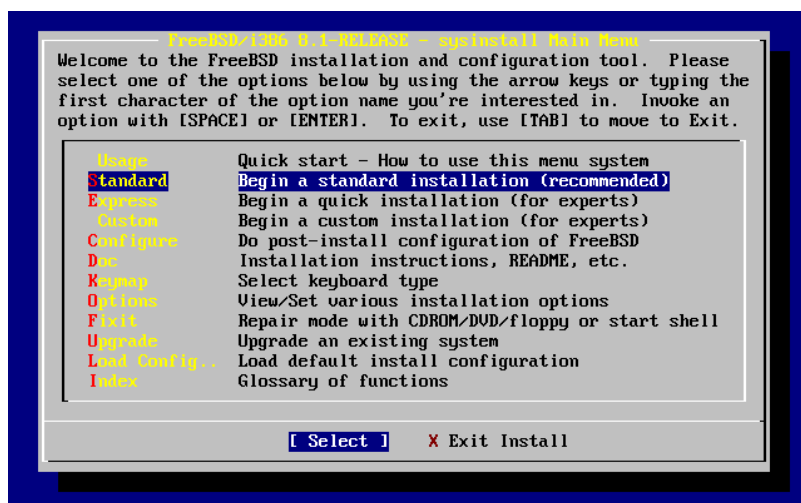 FreeBSD/i386 8.1-RELEASE - sysinstall Main Menu
Welcome to the FreeBSD installation and configuration tool.  Please
select one of the options below by using the arrow keys or typing the
first character of the option name you're interested in.  Invoke an
option with [SPACE] or [ENTER].  To exit, use [TAB] to move to Exit.
Usage Quick start - How to use this menu system
Standard Begin a standard installation (recommended)
Express Begin a quick installation (for experts)
Custom Begin a custom installation (for experts)
Configure Do post-install configuration of FreeBSD
Doc Installation instructions, README, etc.
Keymap Select keyboard type
Options View/Set various installation options
Fixit Repair mode with CDROM/DVD/floppy or start shell
Upgrade Upgrade an existing system
Load Config.. Load default install configuration
Index Glossary of functions
[ Select ] X Exit Install